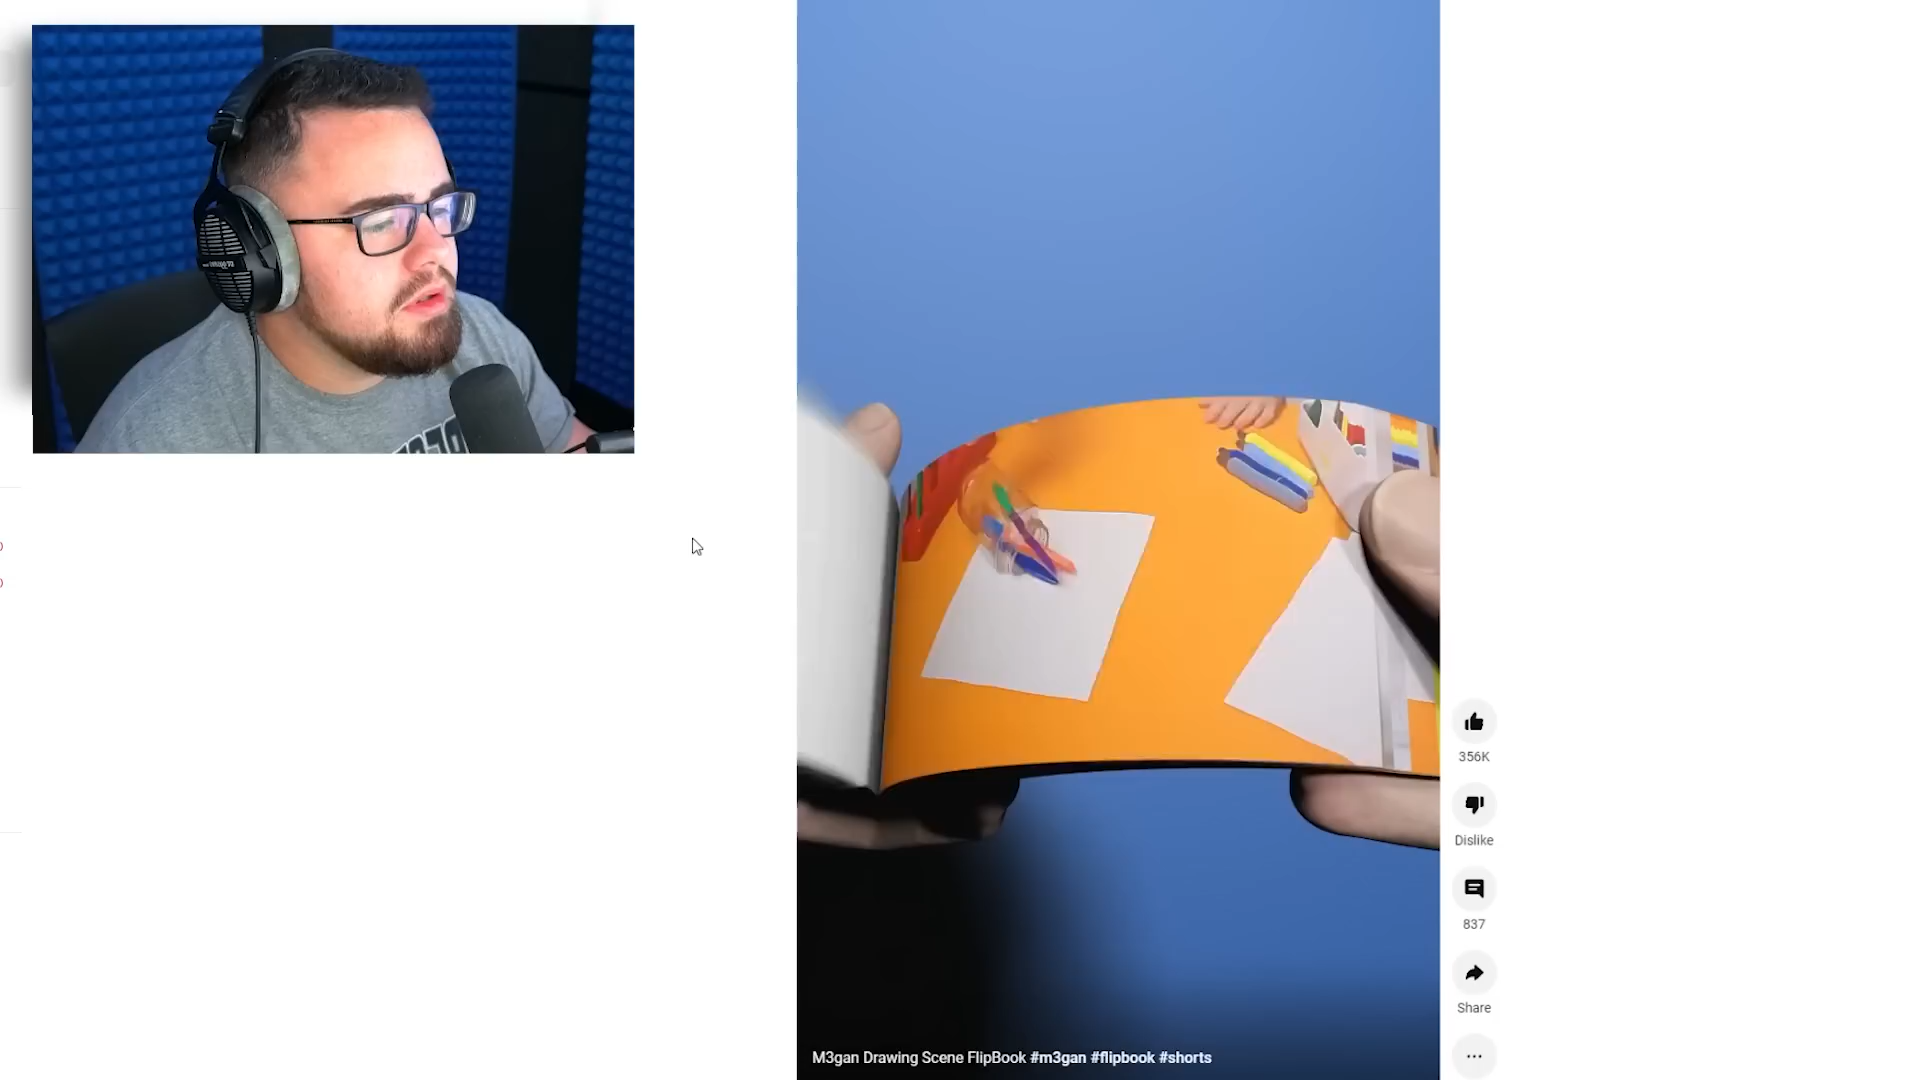 356K
Dislike
837
Share
M3gan Drawing Scene FlipBook #m3gan #flipbook #shorts